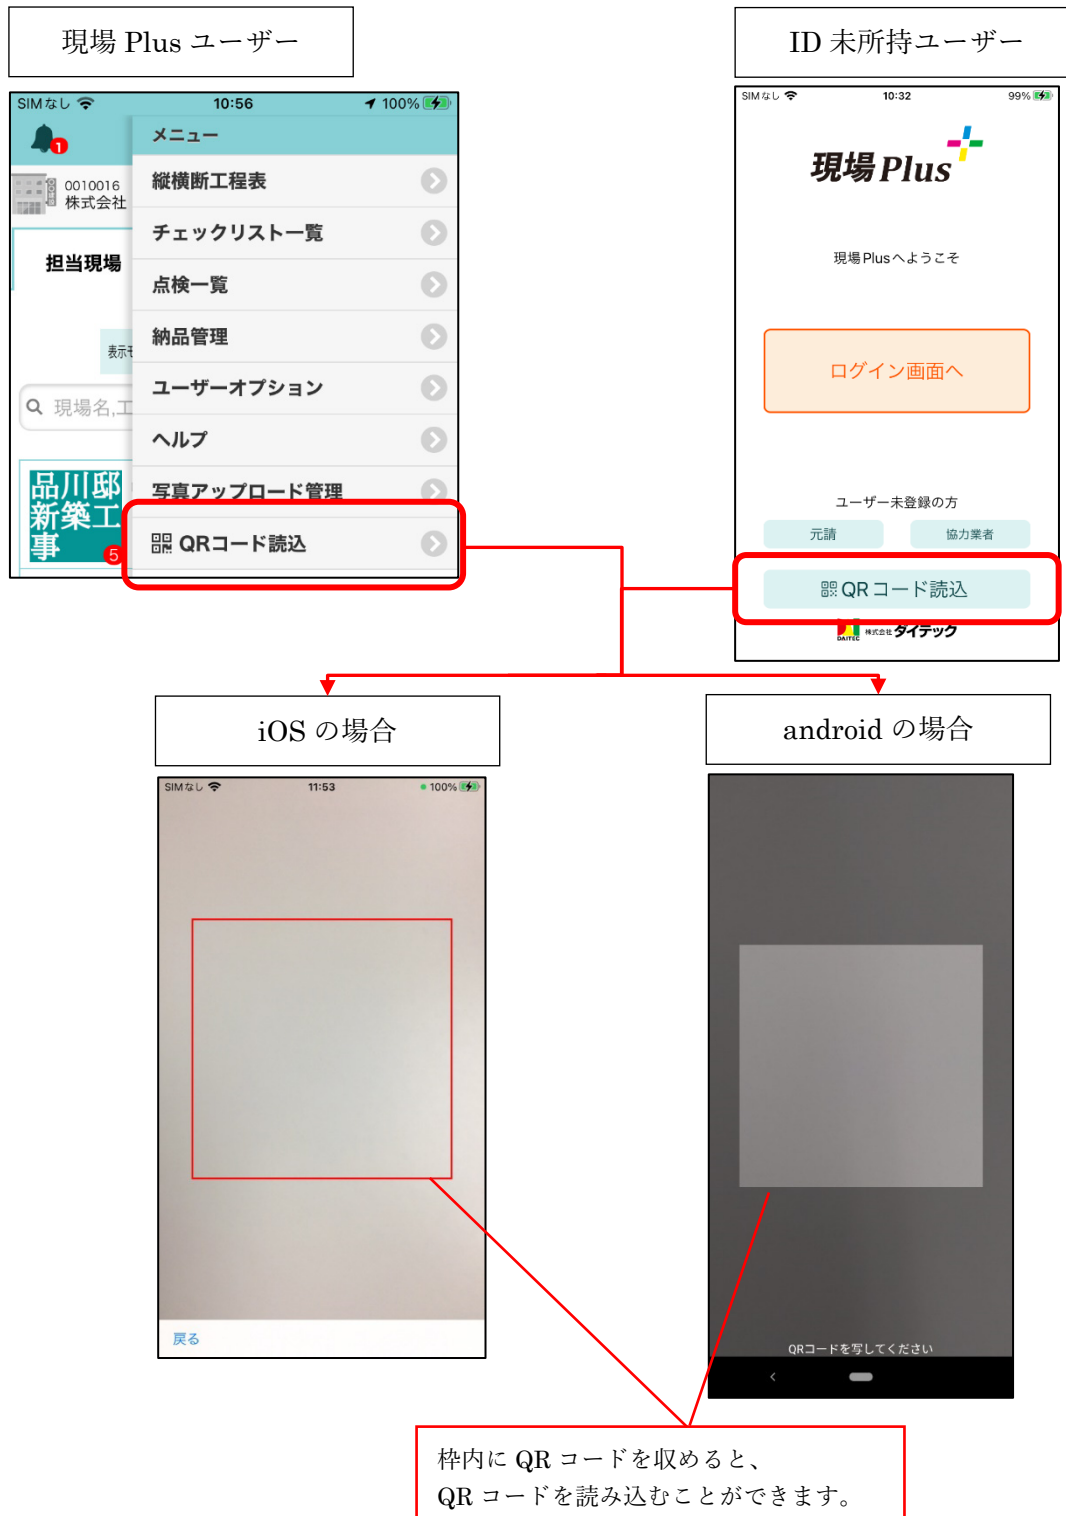 現場 Plus ユーザー
ID 未所持ユーザー
SIMなし 10:56 100%
1
メニュー
0010016
株式会社
縦横断工程表
チェックリスト一覧
担当現場
点検一覧
納品管理
表示モ
ユーザーオプション
現場名,工
ヘルプ
写真アップロード管理
品川邸
新築工
事
5
QRコード読込
SIMなし 10:32 99%
現場 Plus
現場Plusへようこそ
ログイン画面へ
ユーザー未登録の方
元請 協力業者
QRコード読込
DAITEC 株式会社 ダイテック
iOS の場合
android の場合
SIMなし 11:53 100%
戻る
QRコードを写してください
枠内に QR コードを収めると、
QR コードを読み込むことができます。